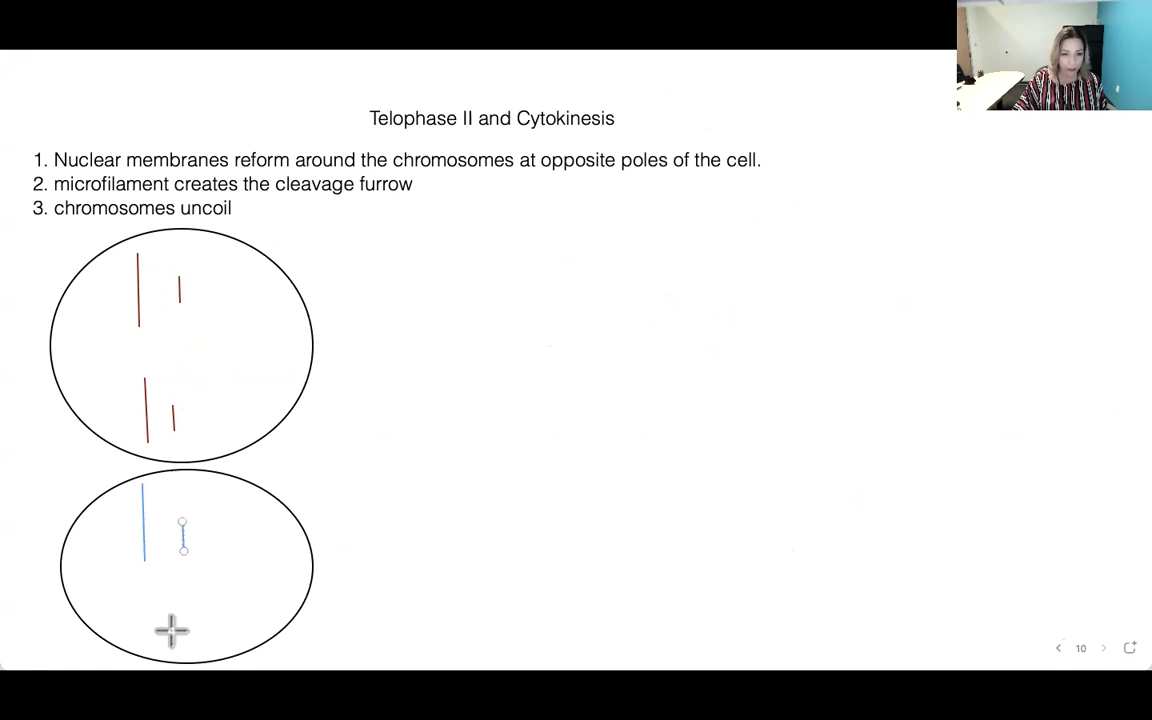 Telophase II and Cytokinesis
1. Nuclear membranes reform around the chromosomes at opposite poles of the cell.
2. microfilament creates the cleavage furrow
3. chromosomes uncoil
10